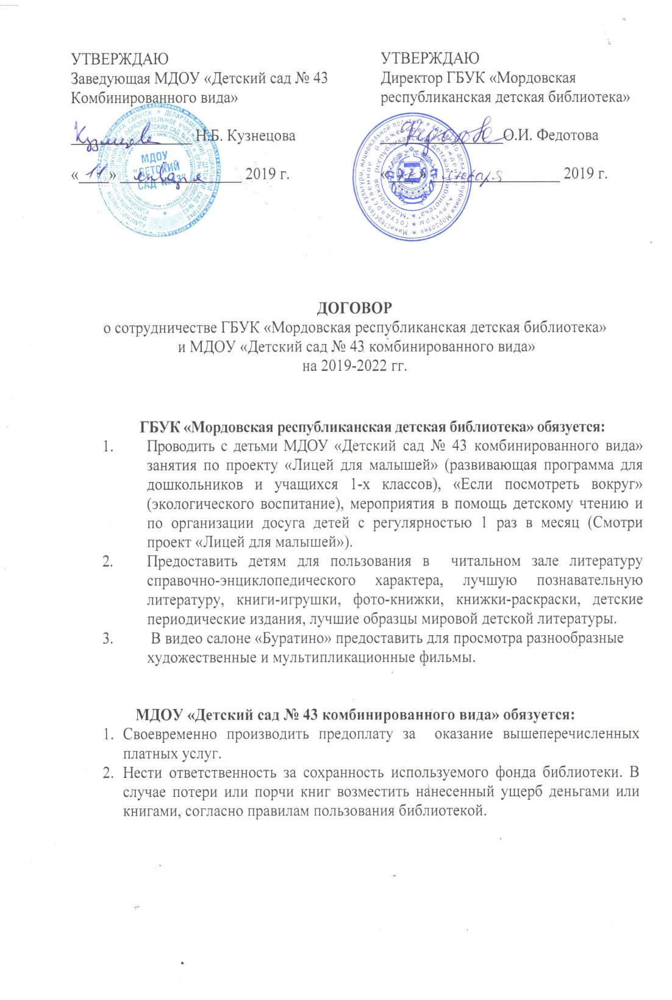 УТВЕРЖДАЮ
Заведующая МДОУ «Детский сад № 43
Комбинированного вида»
Кузнецова Н.Б. Кузнецова
«11» января 2019 г.
МДОУ
"ДЕТСКИЙ
САД №43"
УТВЕРЖДАЮ
Директор ГБУК «Мордовская
республиканская детская библиотека»
О.И. Федотова
« » января 2019 г.
ДОГОВОР
о сотрудничестве ГБУК «Мордовская республиканская детская библиотека»
и МДОУ «Детский сад № 43 комбинированного вида»
на 2019-2022 гг.
ГБУК «Мордовская республиканская детская библиотека» обязуется:
1. Проводить с детьми МДОУ «Детский сад № 43 комбинированного вида»
занятия по проекту «Лицей для малышей» (развивающая программа для
дошкольников и учащихся 1-х классов), «Если посмотреть вокруг»
(экологического воспитание), мероприятия в помощь детскому чтению и
по организации досуга детей с регулярностью 1 раз в месяц (Смотри
проект «Лицей для малышей»).
2. Предоставить детям для пользования в читальном зале литературу
справочно-энциклопедического характера, лучшую познавательную
литературу, книги-игрушки, фото-книжки, книжки-раскраски, детские
периодические издания, лучшие образцы мировой детской литературы.
3. В видео салоне «Буратино» предоставить для просмотра разнообразные
художественные и мультипликационные фильмы.
МДОУ «Детский сад № 43 комбинированного вида» обязуется:
1. Своевременно производить предоплату за оказание вышеперечисленных
платных услуг.
2. Нести ответственность за сохранность используемого фонда библиотеки. В
случае потери или порчи книг возместить нанесенный ущерб деньгами или
книгами, согласно правилам пользования библиотекой.